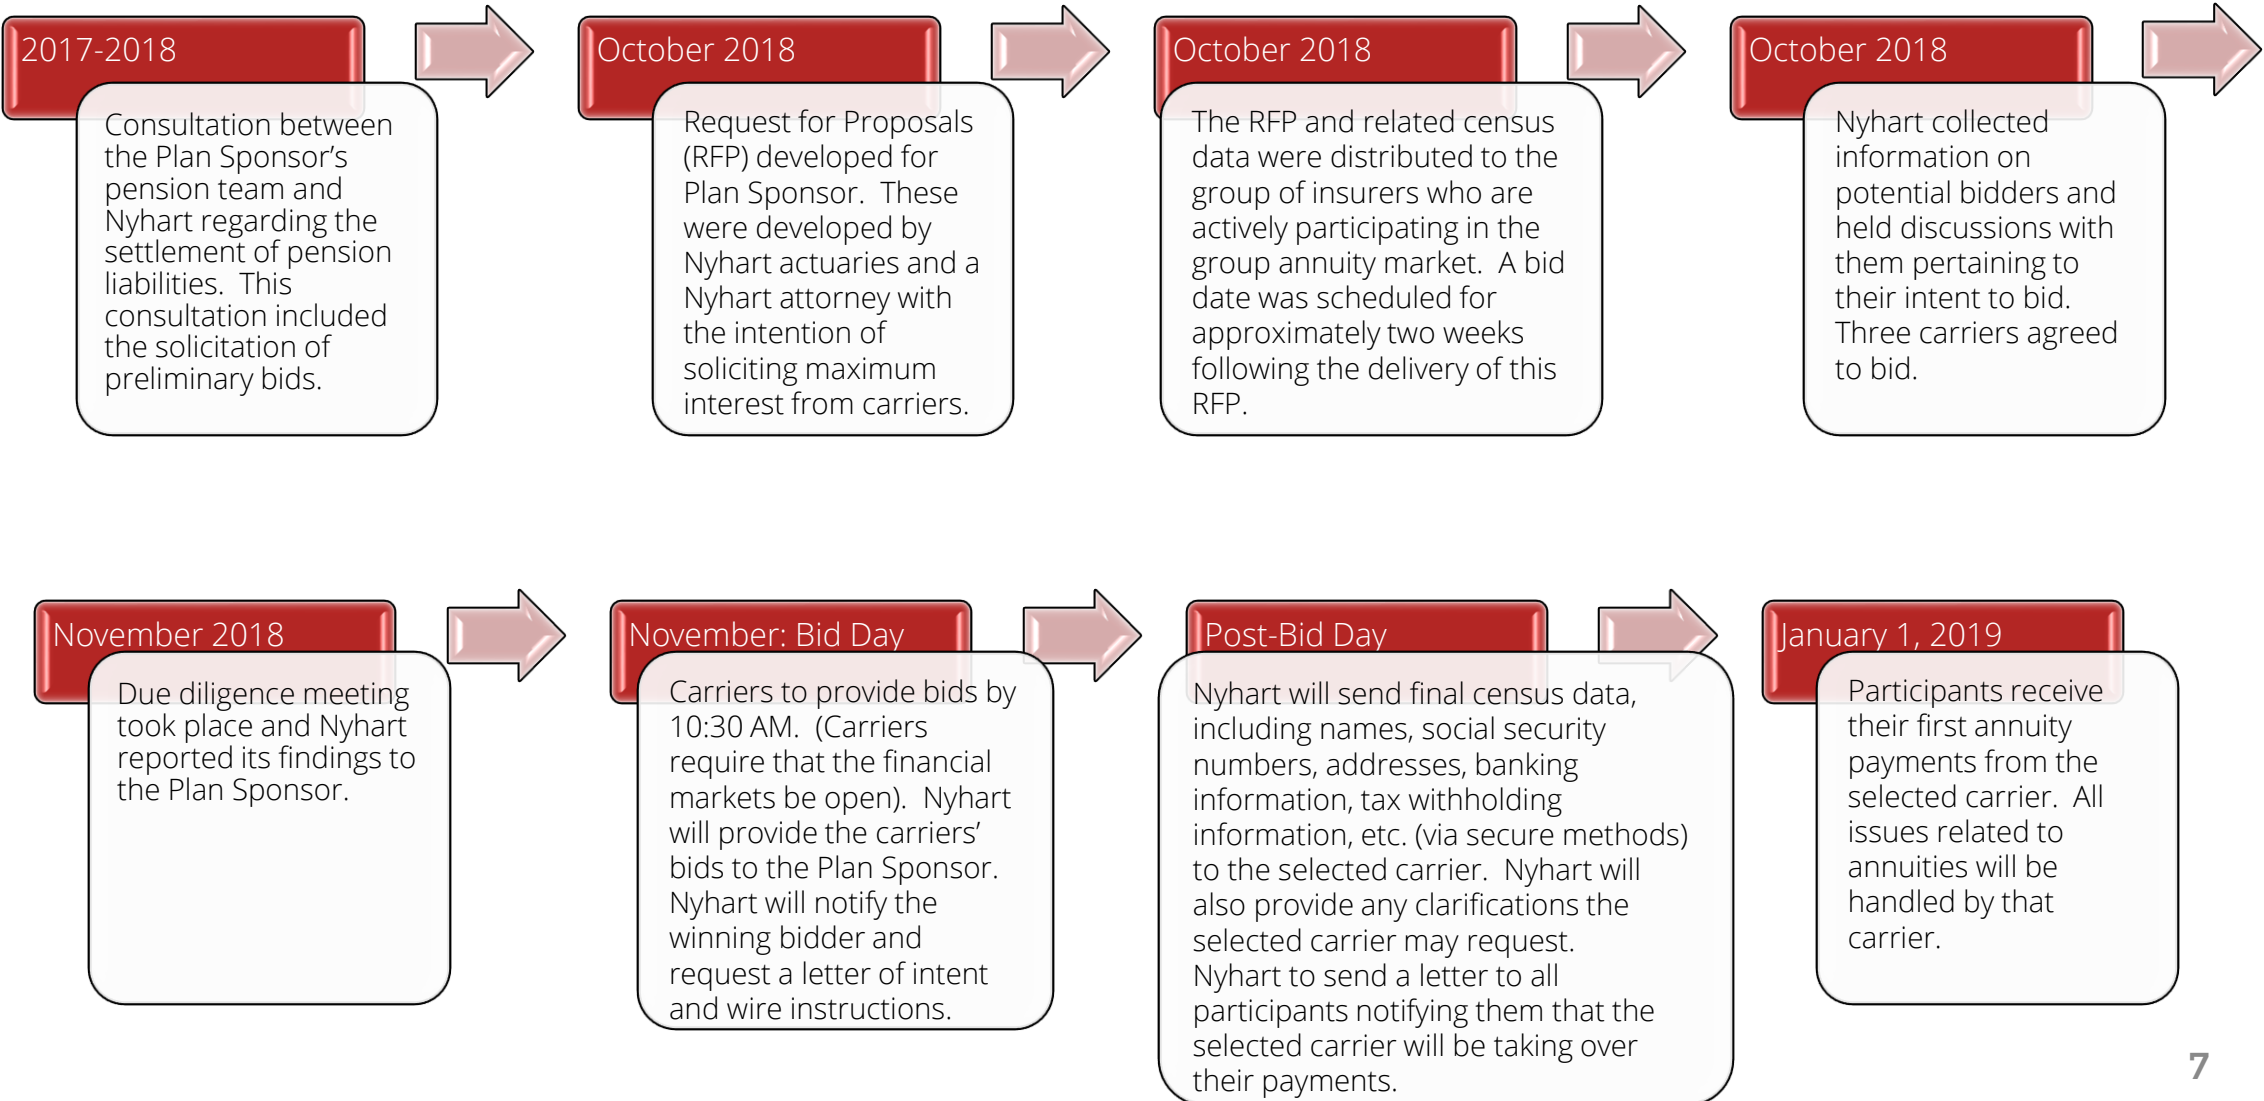 2017-2018
Consultation between
the Plan Sponsor’s
pension team and
Nyhart regarding the
settlement of pension
liabilities.  This
consultation included
the solicitation of
preliminary bids.
October 2018
Request for Proposals
(RFP) developed for
Plan Sponsor.  These
were developed by
Nyhart actuaries and a
Nyhart attorney with
the intention of
soliciting maximum
interest from carriers.
October 2018
The RFP and related census
data were distributed to the
group of insurers who are
actively participating in the
group annuity market.  A bid
date was scheduled for
approximately two weeks
following the delivery of this
RFP.
October 2018
Nyhart collected
information on
potential bidders and
held discussions with
them pertaining to
their intent to bid.
Three carriers agreed
to bid.
November 2018
Due diligence meeting
took place and Nyhart
reported its findings to
the Plan Sponsor.
November: Bid Day
Carriers to provide bids by
10:30 AM.  (Carriers
require that the financial
markets be open).  Nyhart
will provide the carriers’
bids to the Plan Sponsor.
Nyhart will notify the
winning bidder and
request a letter of intent
and wire instructions.
Post-Bid Day
Nyhart will send final census data,
including names, social security
numbers, addresses, banking
information, tax withholding
information, etc. (via secure methods)
to the selected carrier.  Nyhart will
also provide any clarifications the
selected carrier may request.
Nyhart to send a letter to all
participants notifying them that the
selected carrier will be taking over
their payments.
January 1, 2019
Participants receive
their first annuity
payments from the
selected carrier.  All
issues related to
annuities will be
handled by that
carrier.
7